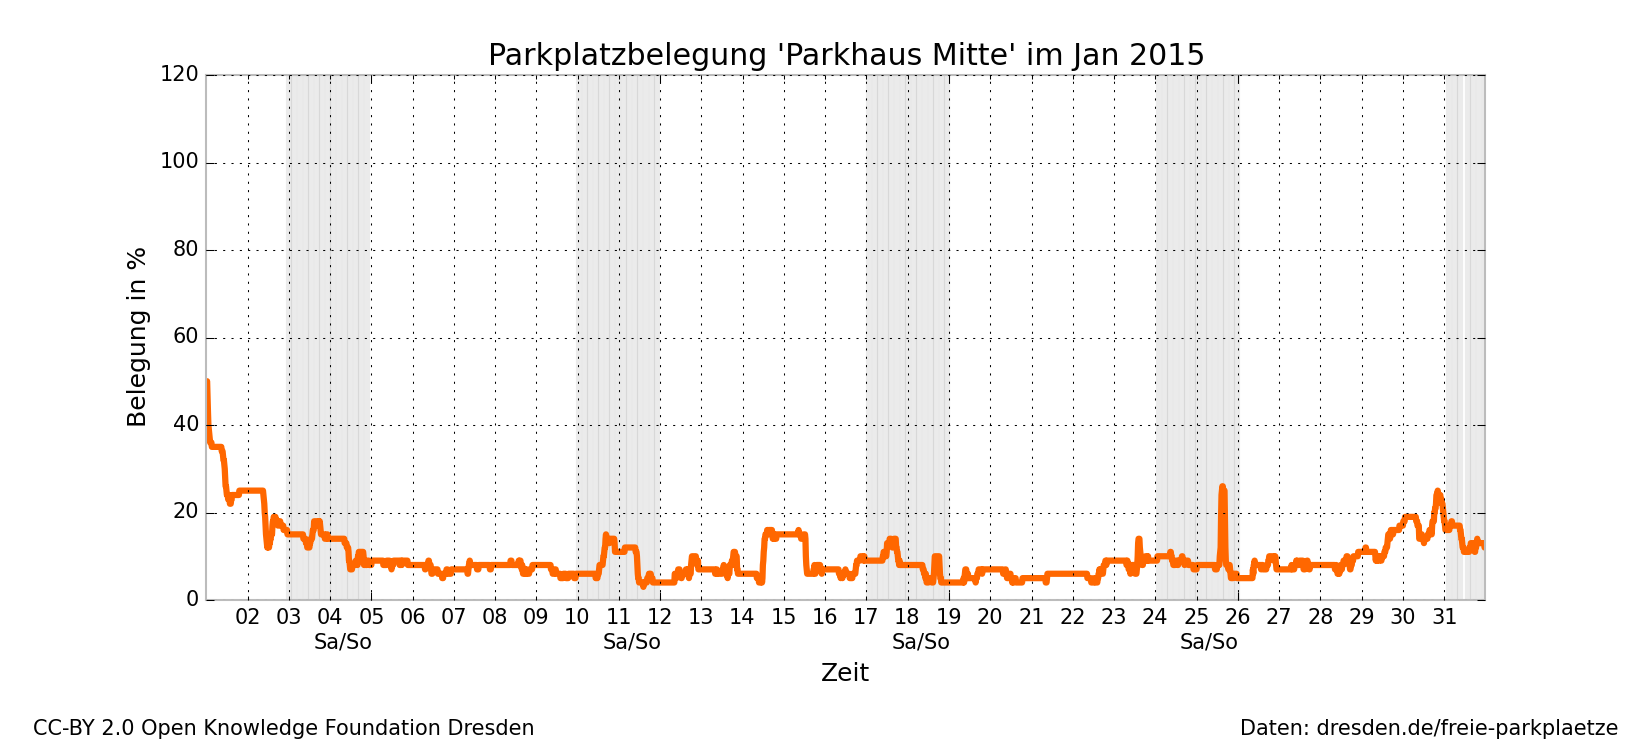 Parkplatzbelegung 'Parkhaus Mitte' im Jan 2015
120
100
80
60
40
20
0
Belegung in %
02 03 04 05 06 07 08 09 10 11 12 13 14 15 16 17 18 19 20 21 22 23 24 25 26 27 28 29 30 31
Sa/So Sa/So Sa/So Sa/So
Zeit
CC-BY 2.0 Open Knowledge Foundation Dresden
Daten: dresden.de/freie-parkplaetze